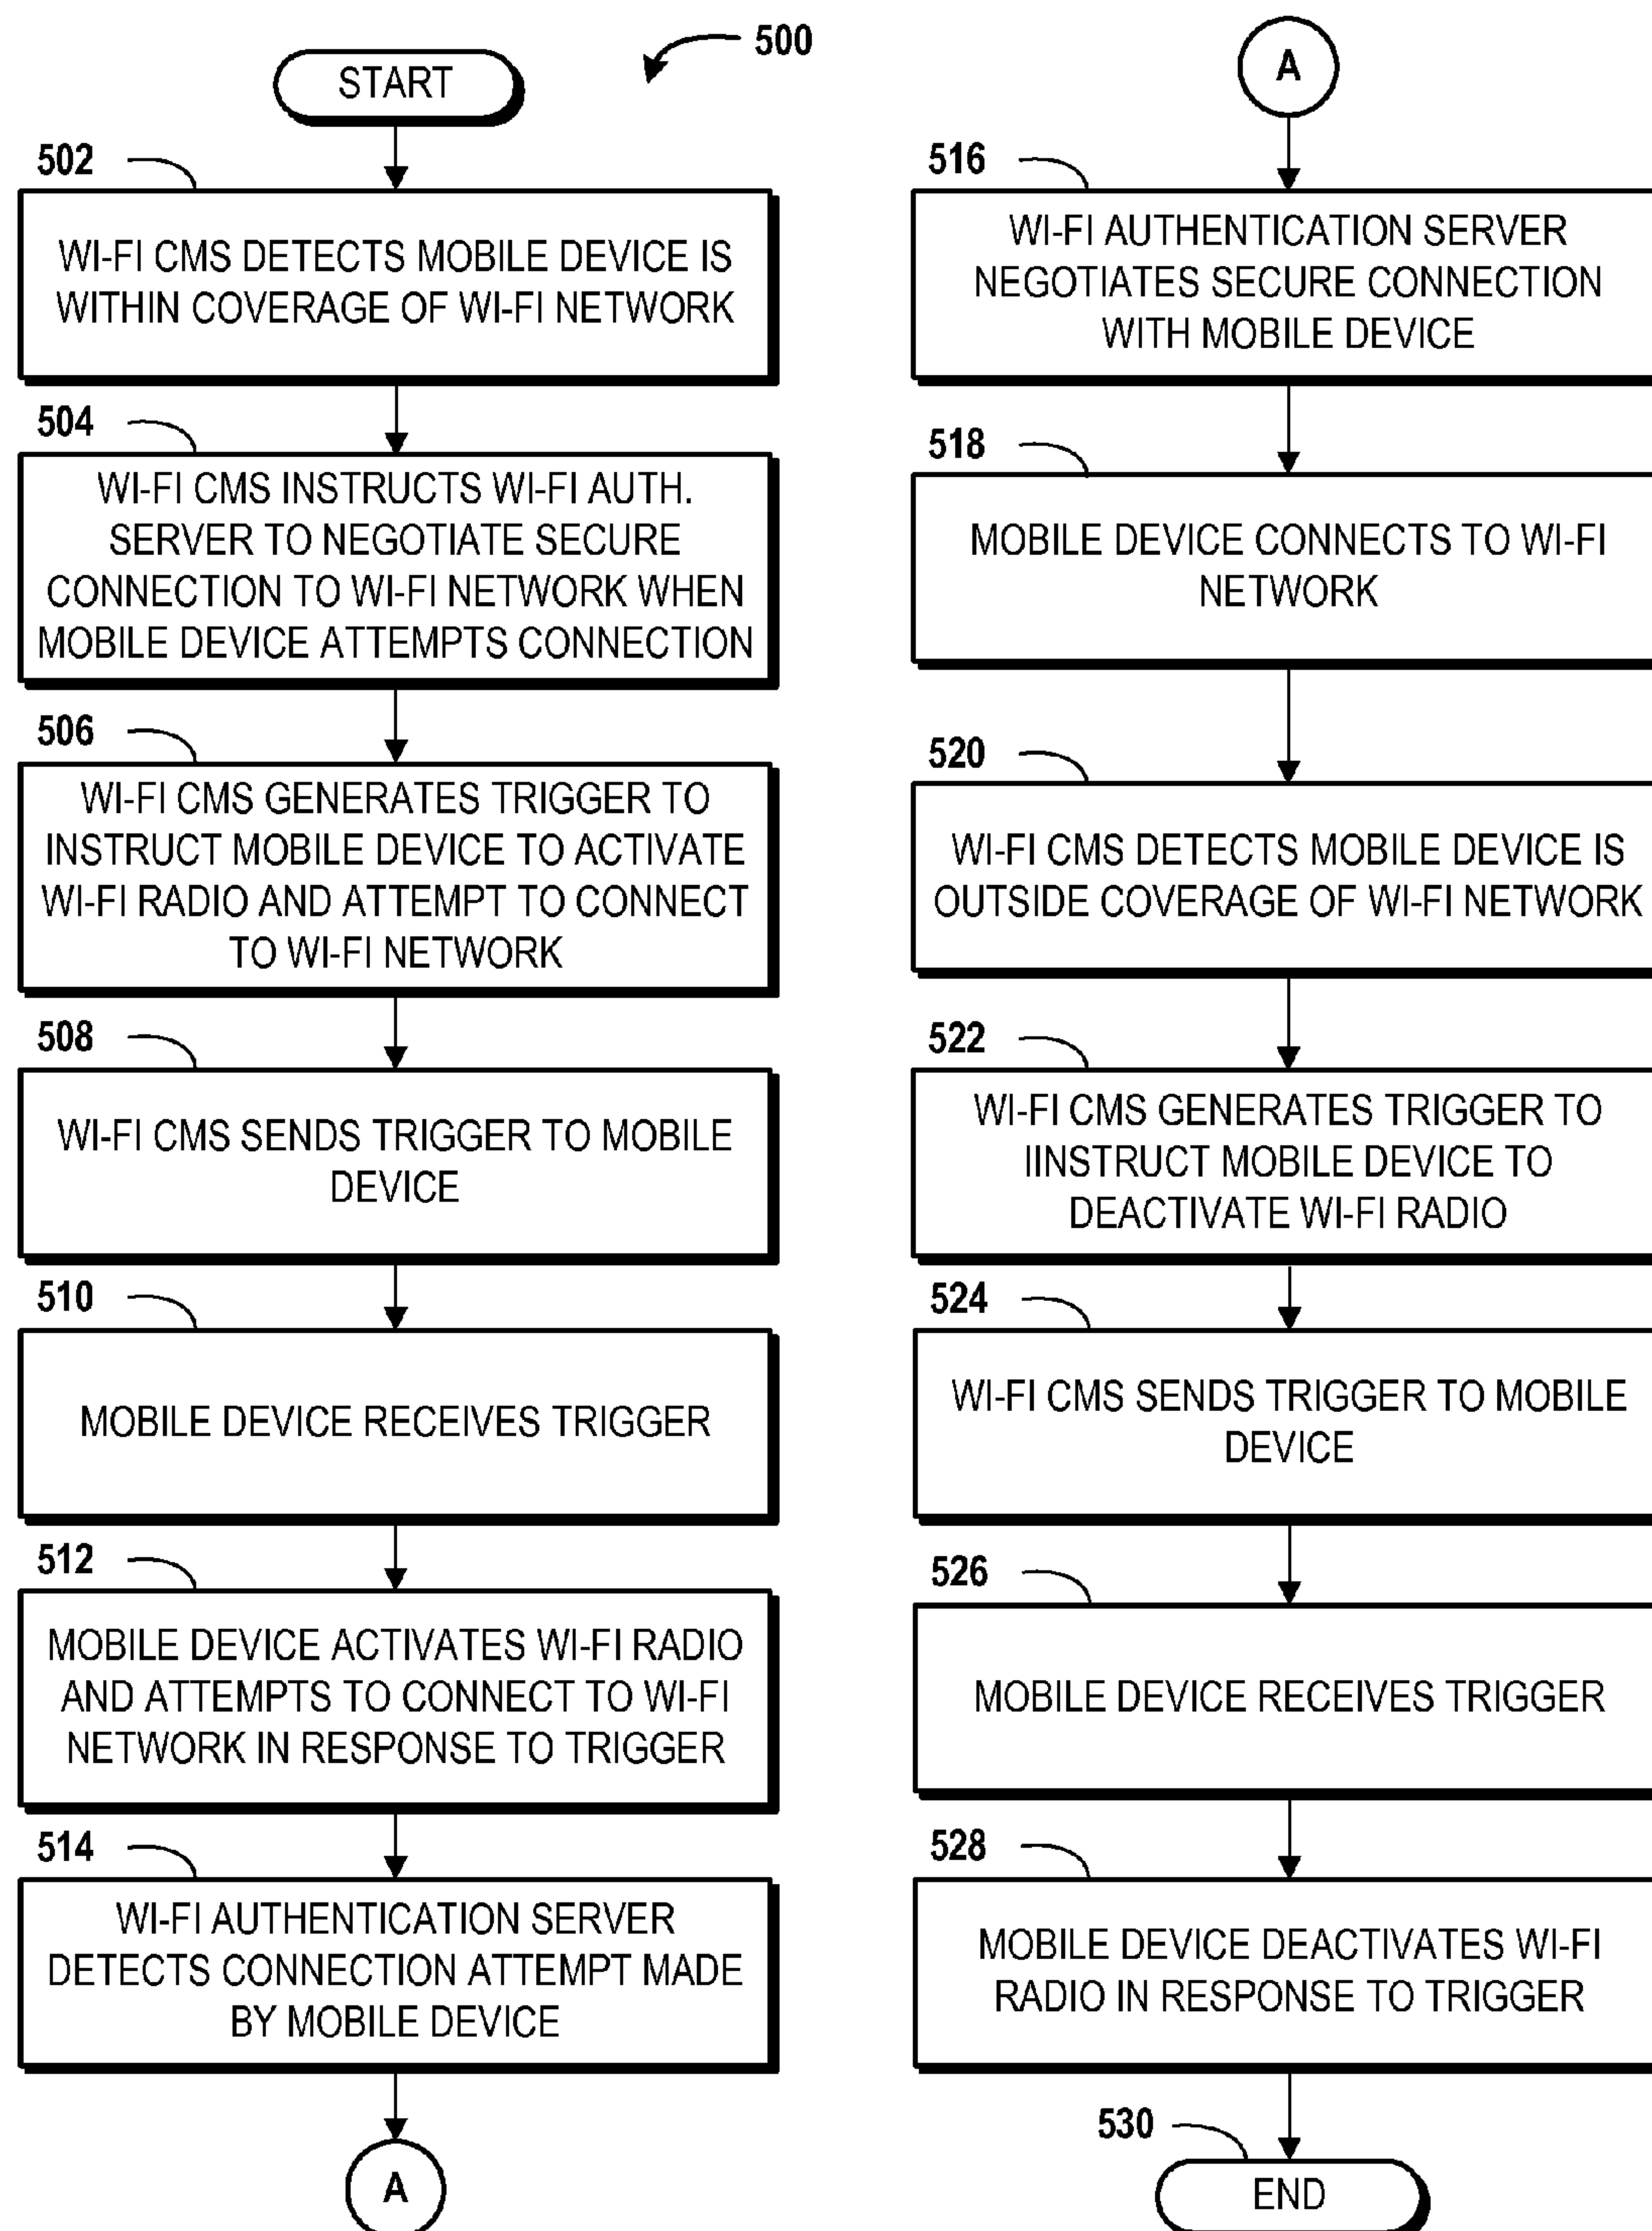 500
START
502
WI-FI CMS DETECTS MOBILE DEVICE IS
WITHIN COVERAGE OF WI-FI NETWORK
504
WI-FI CMS INSTRUCTS WI-FI AUTH.
SERVER TO NEGOTIATE SECURE
CONNECTION TO WI-FI NETWORK WHEN
MOBILE DEVICE ATTEMPTS CONNECTION
506
WI-FI CMS GENERATES TRIGGER TO
INSTRUCT MOBILE DEVICE TO ACTIVATE
WI-FI RADIO AND ATTEMPT TO CONNECT
TO WI-FI NETWORK
508
WI-FI CMS SENDS TRIGGER TO MOBILE
DEVICE
510
MOBILE DEVICE RECEIVES TRIGGER
512
MOBILE DEVICE ACTIVATES WI-FI RADIO
AND ATTEMPTS TO CONNECT TO WI-FI
NETWORK IN RESPONSE TO TRIGGER
514
WI-FI AUTHENTICATION SERVER
DETECTS CONNECTION ATTEMPT MADE
BY MOBILE DEVICE
A
A
516
WI-FI AUTHENTICATION SERVER
NEGOTIATES SECURE CONNECTION
WITH MOBILE DEVICE
518
MOBILE DEVICE CONNECTS TO WI-FI
NETWORK
520
WI-FI CMS DETECTS MOBILE DEVICE IS
OUTSIDE COVERAGE OF WI-FI NETWORK
522
WI-FI CMS GENERATES TRIGGER TO
IINSTRUCT MOBILE DEVICE TO
DEACTIVATE WI-FI RADIO
524
WI-FI CMS SENDS TRIGGER TO MOBILE
DEVICE
526
MOBILE DEVICE RECEIVES TRIGGER
528
MOBILE DEVICE DEACTIVATES WI-FI
RADIO IN RESPONSE TO TRIGGER
530
END